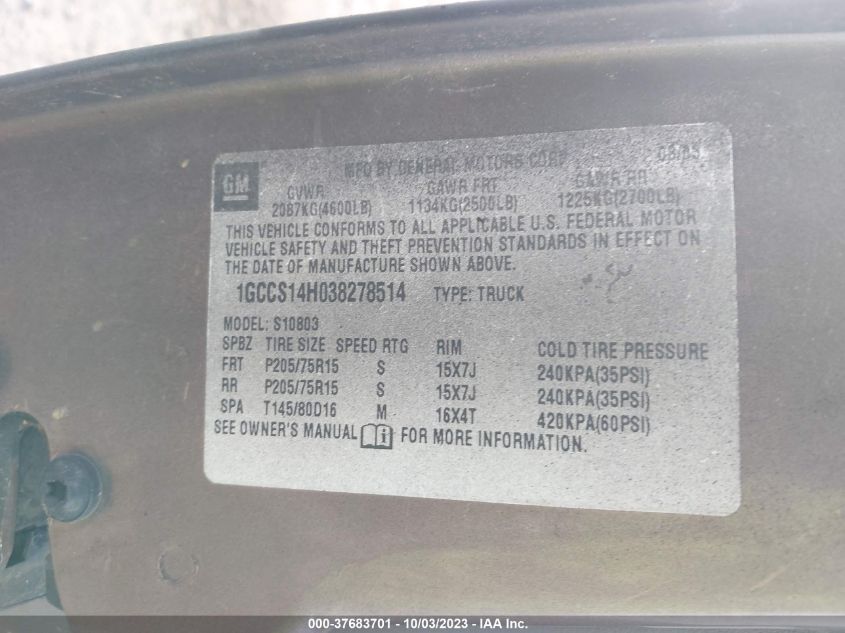 GM
MFG BY GENERAL MOTORS CORP
GVWR GAWR FRT GAWR RR
2087KG(4600LB) 1134KG(2500LB) 1225KG(2700LB)
THIS VEHICLE CONFORMS TO ALL APPLICABLE U.S. FEDERAL MOTOR
VEHICLE SAFETY AND THEFT PREVENTION STANDARDS IN EFFECT ON
THE DATE OF MANUFACTURE SHOWN ABOVE.
1GCCS14H038278514 TYPE: TRUCK
MODEL: S10803
SPBZ TIRE SIZE SPEED RTG RIM COLD TIRE PRESSURE
FRT P205/75R15 S 15X7J 240KPA(35PSI)
RR P205/75R15 S 15X7J 240KPA(35PSI)
SPA T145/80D16 M 16X4T 420KPA(60PSI)
SEE OWNER'S MANUAL FOR MORE INFORMATION.
000-37683701 - 10/03/2023 - IAA Inc.